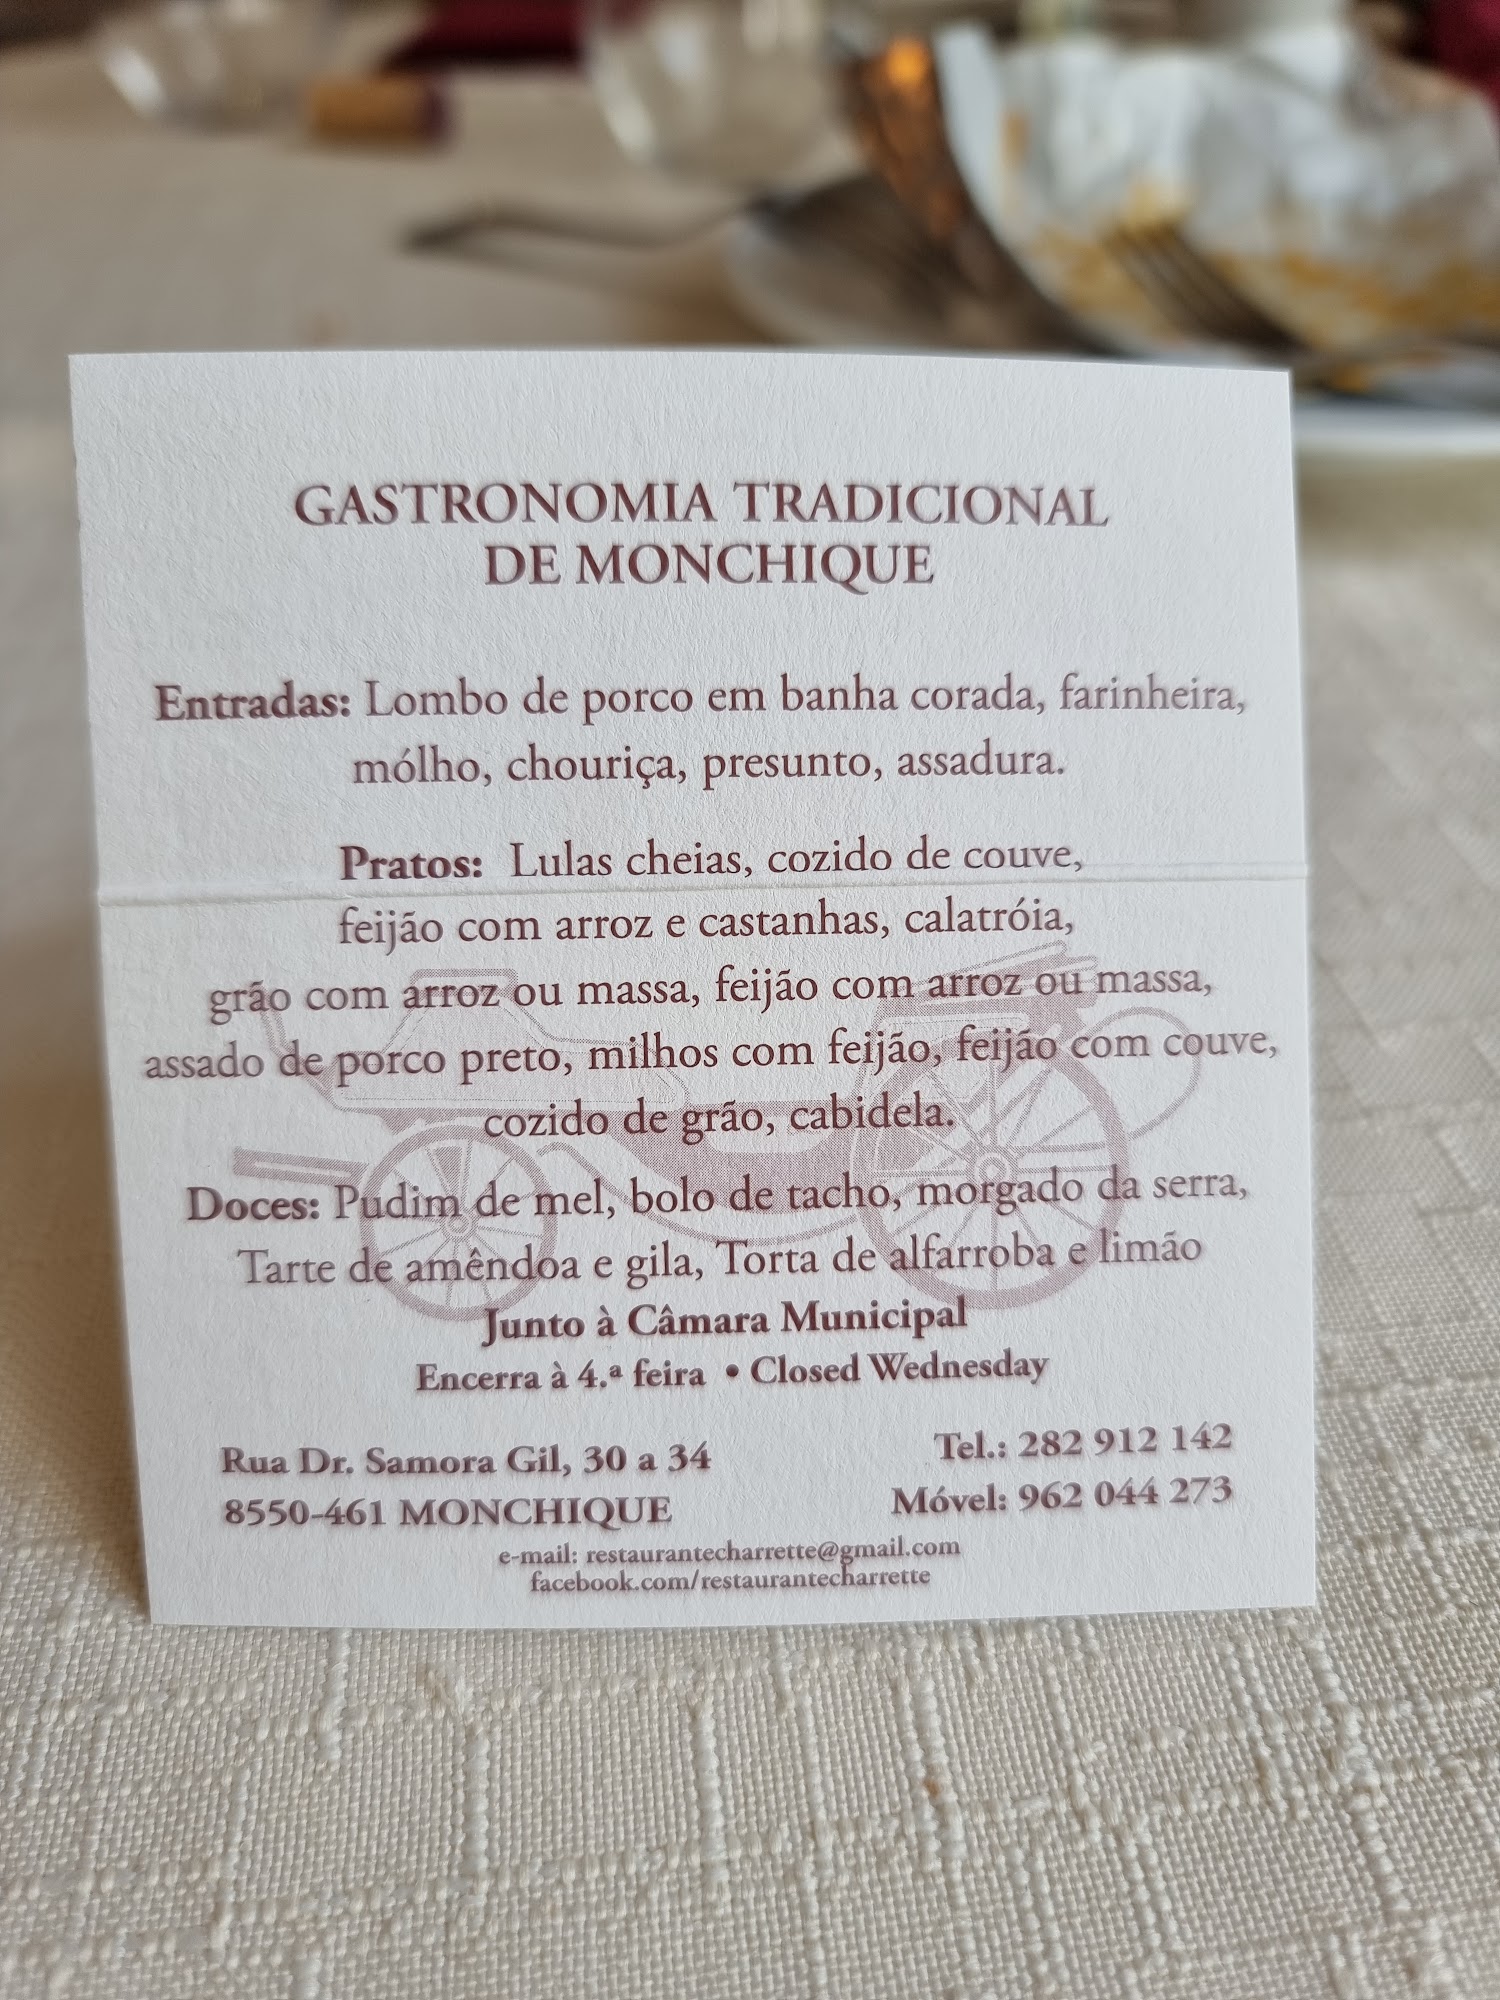 GASTRONOMIA TRADICIONAL
DE MONCHIQUE
Entradas: Lombo de porco em banha corada, farinheira,
mólho, chouriça, presunto, assadura.
Pratos: Lulas cheias, cozido de couve,
feijão com arroz e castanhas, calatróia,
grão com arroz ou massa, feijão com arroz ou massa,
assado de porco preto, milhos com feijão, feijão com couve,
cozido de grão, cabidela.
Doces: Pudim de mel, bolo de tacho, morgado da serra,
Tarte de amêndoa e gila, Torta de alfarroba e limão
Junto à Câmara Municipal
Encerra à 4.ª feira • Closed Wednesday
Rua Dr. Samora Gil, 30 a 34
8550-461 MONCHIQUE
Tel.: 282 912 142
Móvel: 962 044 273
e-mail: restaurantecharrette@gmail.com
facebook.com/restaurantecharrette